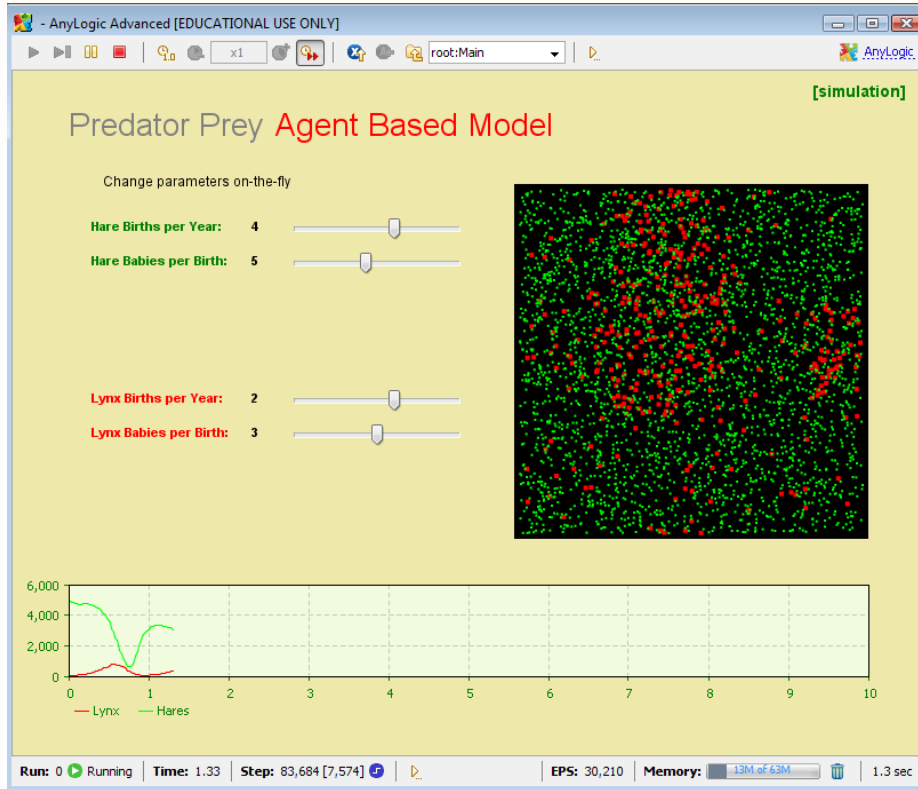 - AnyLogic Advanced [EDUCATIONAL USE ONLY]
1.0 x1 root:Main AnyLogic
[simulation]
Predator Prey Agent Based Model
Change parameters on-the-fly
Hare Births per Year: 4
Hare Babies per Birth: 5
Lynx Births per Year: 2
Lynx Babies per Birth: 3
6,000
4,000
2,000
0
0 1 2 3 4 5 6 7 8 9 10
Lynx Hares
Run: 0 Running Time: 1.33 Step: 83,684 [7,574] EPS: 30,210 Memory: 13M of 63M 1.3 sec